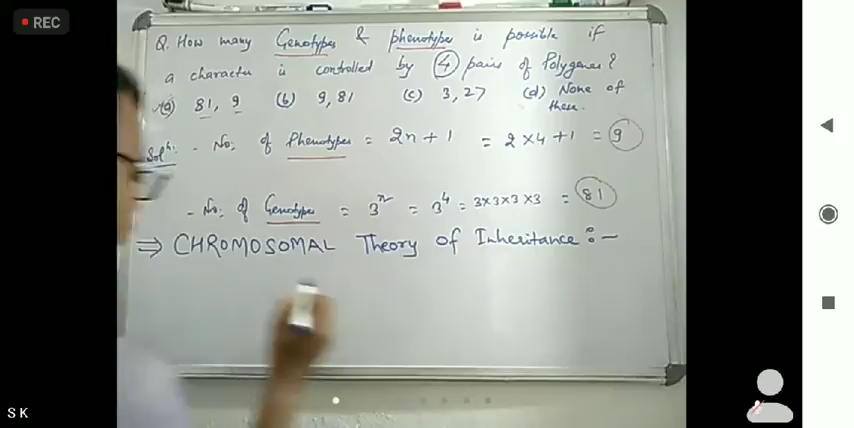 REC
Q. How many Genotypes & phenotypes is possible if
a character is controlled by 4 pairs of Polygenes?
(a) 81, 9 (b) 9, 81 (c) 3, 27 (d) None of
these.
Solⁿ: - No: of Phenotypes = 2n + 1 = 2 × 4 + 1 = 9
- No: of Genotypes = 3ⁿ = 3⁴ = 3×3×3×3 = 81
⇒ CHROMOSOMAL Theory of Inheritance :-
S K